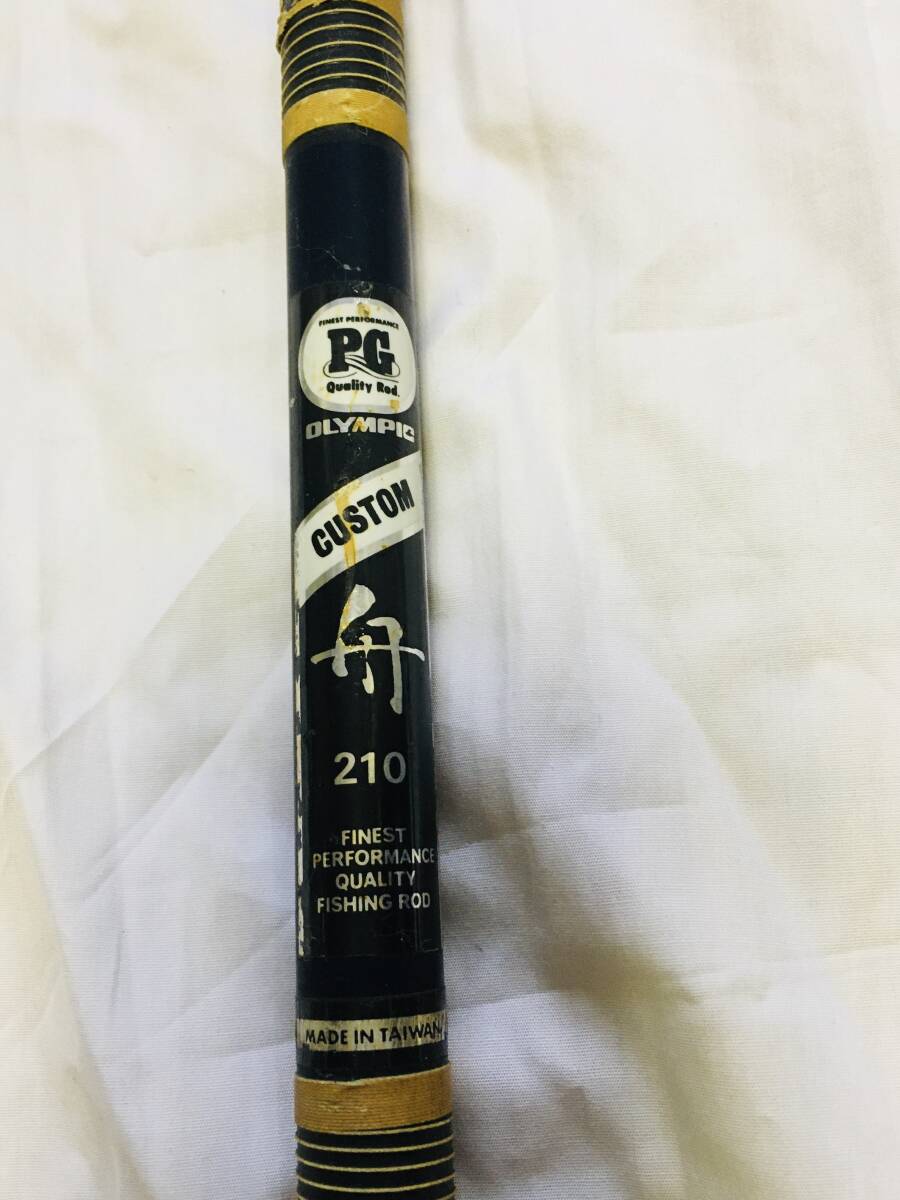 FINEST PERFORMANCE
PG
Quality Rod.
OLYMPIC
CUSTOM
舟
210
FINEST
PERFORMANCE
QUALITY
FISHING ROD
MADE IN TAIWAN